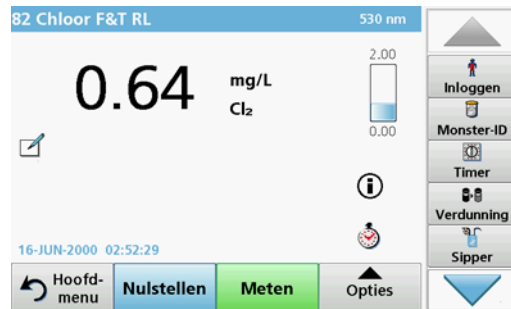 82 Chloor F&T RL 530 nm
2.00
0.64 mg/L
Cl₂
0.00
16-JUN-2000 02:52:29
Hoofd-
menu
Nulstellen
Meten
Opties
Inloggen
Monster-ID
Timer
Verdunning
Sipper